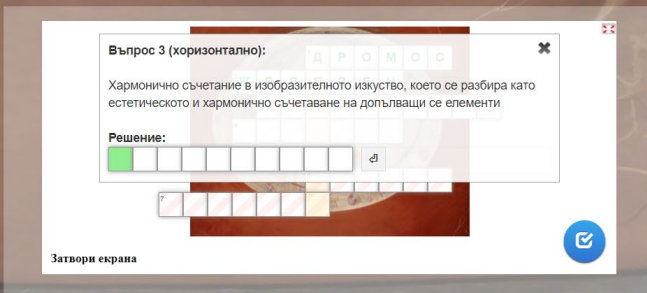 Въпрос 3 (хоризонтално):
Д Р О М О С
Хармонично съчетание в изобразителното изкуство, което се разбира като
естетическото и хармонично съчетаване на допълващи се елементи
Решение:
7
Затвори екрана